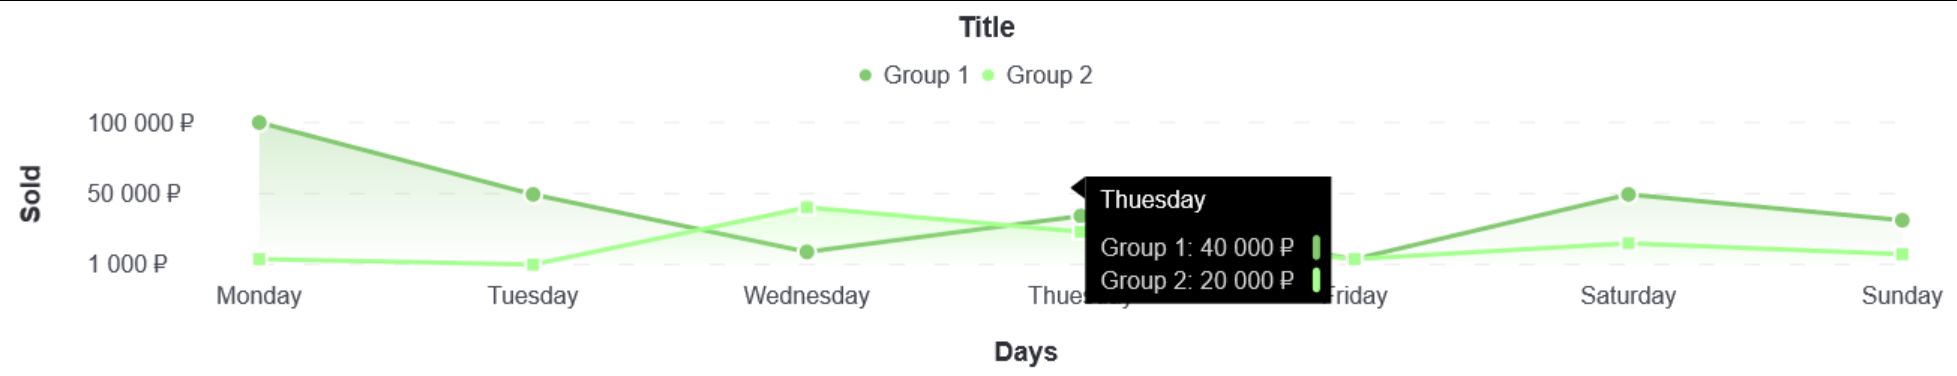 Title
Group 1 Group 2
100 000 ₽
50 000 ₽
1 000 ₽
Sold
Thuesday
Group 1: 40 000 ₽
Group 2: 20 000 ₽
Monday Tuesday Wednesday Thuesday Friday Saturday Sunday
Days